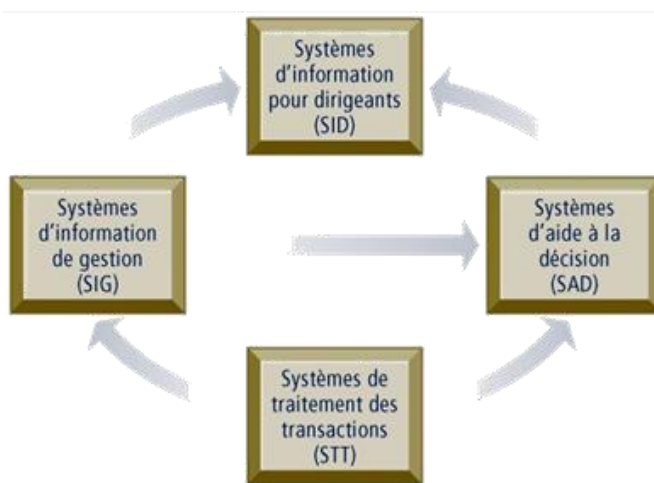 Systèmes
d'information
pour dirigeants
(SID)
Systèmes
d'information
de gestion
(SIG)
Systèmes
d'aide à la
décision
(SAD)
Systèmes de
traitement des
transactions
(STT)